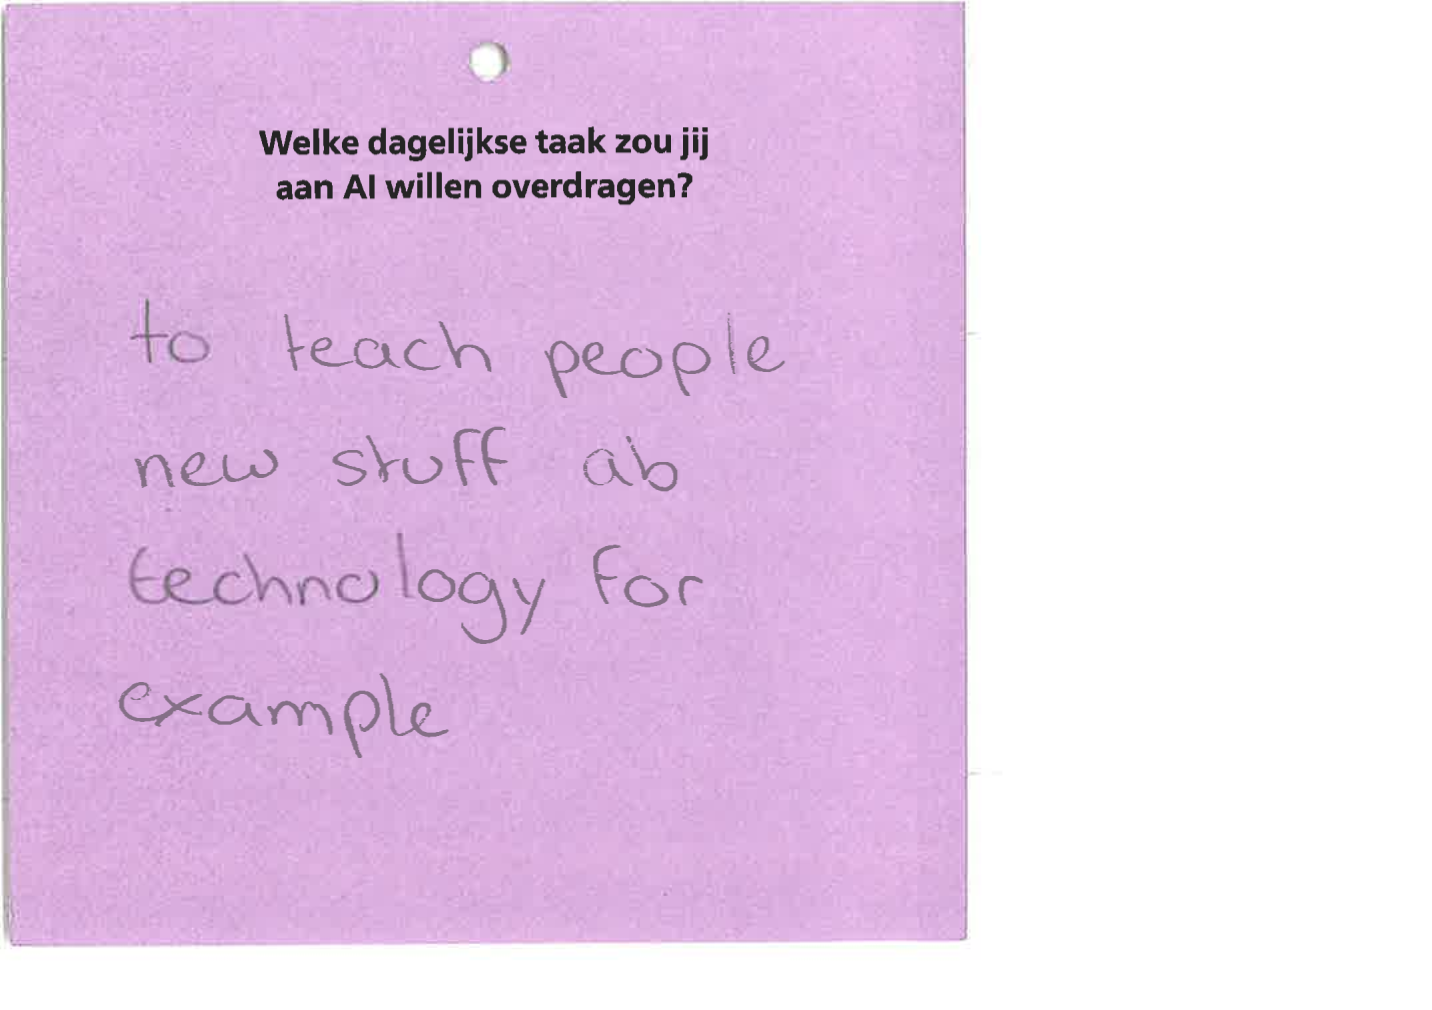 Welke dagelijkse taak zou jij
aan AI willen overdragen?
to teach people
new stuff ab
technology for
example